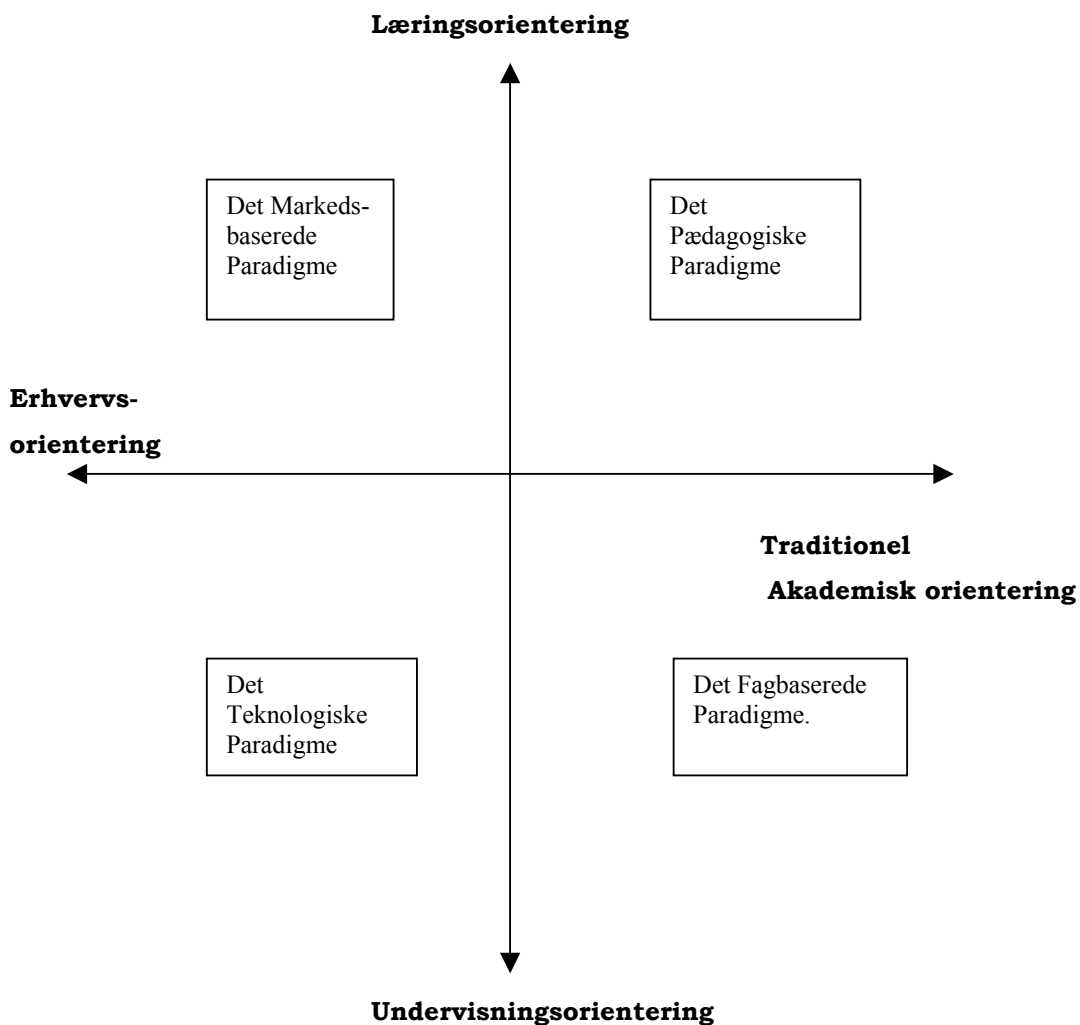 Læringsorientering
Det Markeds-
baserede
Paradigme
Det
Pædagogiske
Paradigme
Erhvervs-
orientering
Traditionel
Akademisk orientering
Det
Teknologiske
Paradigme
Det Fagbaserede
Paradigme.
Undervisningsorientering